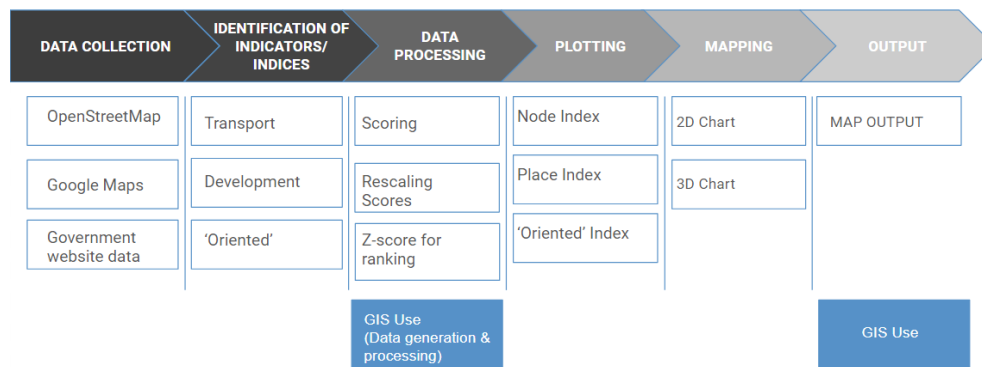 DATA COLLECTION
IDENTIFICATION OF
INDICATORS/
INDICES
DATA
PROCESSING
PLOTTING
MAPPING
OUTPUT
OpenStreetMap
Google Maps
Government
website data
Transport
Development
‘Oriented’
Scoring
Rescaling
Scores
Z-score for
ranking
GIS Use
(Data generation &
processing)
Node Index
Place Index
‘Oriented’ Index
2D Chart
3D Chart
MAP OUTPUT
GIS Use